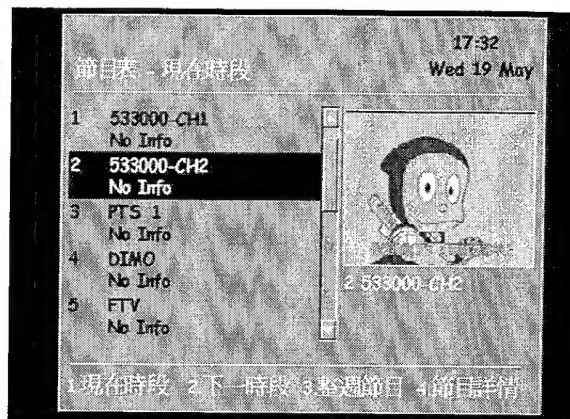 17:32
節目表 - 現在時段
Wed 19 May
1 533000-CH1
No Info
2 533000-CH2
No Info
3 PTS 1
No Info
4 DIMO
No Info
5 FTV
No Info
2 533000-CH2
1.現在時段 2.下一時段 3.整週節目 4.節目詳情